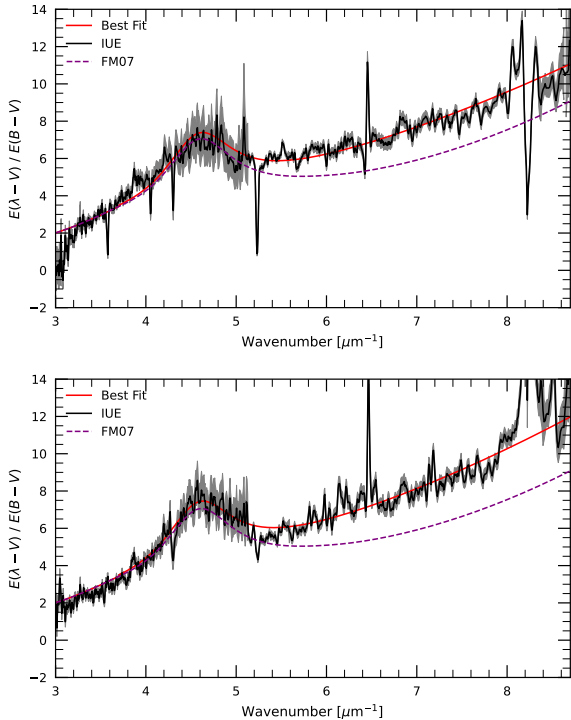 14
12
10
8
6
4
2
0
−2
E(λ − V) / E(B − V)
Best Fit
IUE
FM07
3 4 5 6 7 8
Wavenumber [μm⁻¹]
14
12
10
8
6
4
2
0
−2
E(λ − V) / E(B − V)
Best Fit
IUE
FM07
3 4 5 6 7 8
Wavenumber [μm⁻¹]